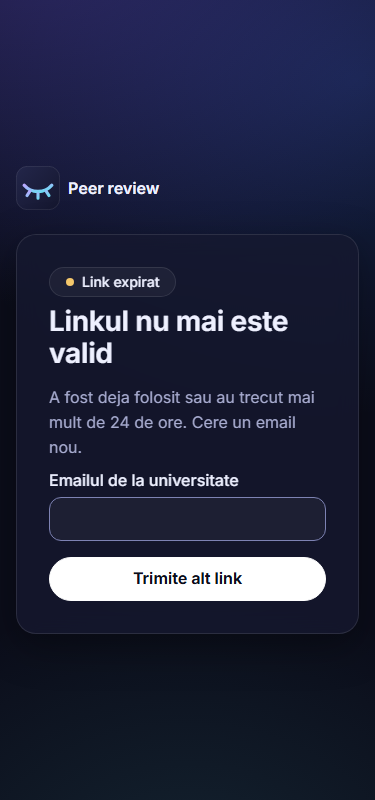 Peer review
Link expirat
Linkul nu mai este
valid
A fost deja folosit sau au trecut mai
mult de 24 de ore. Cere un email
nou.
Emailul de la universitate
Trimite alt link